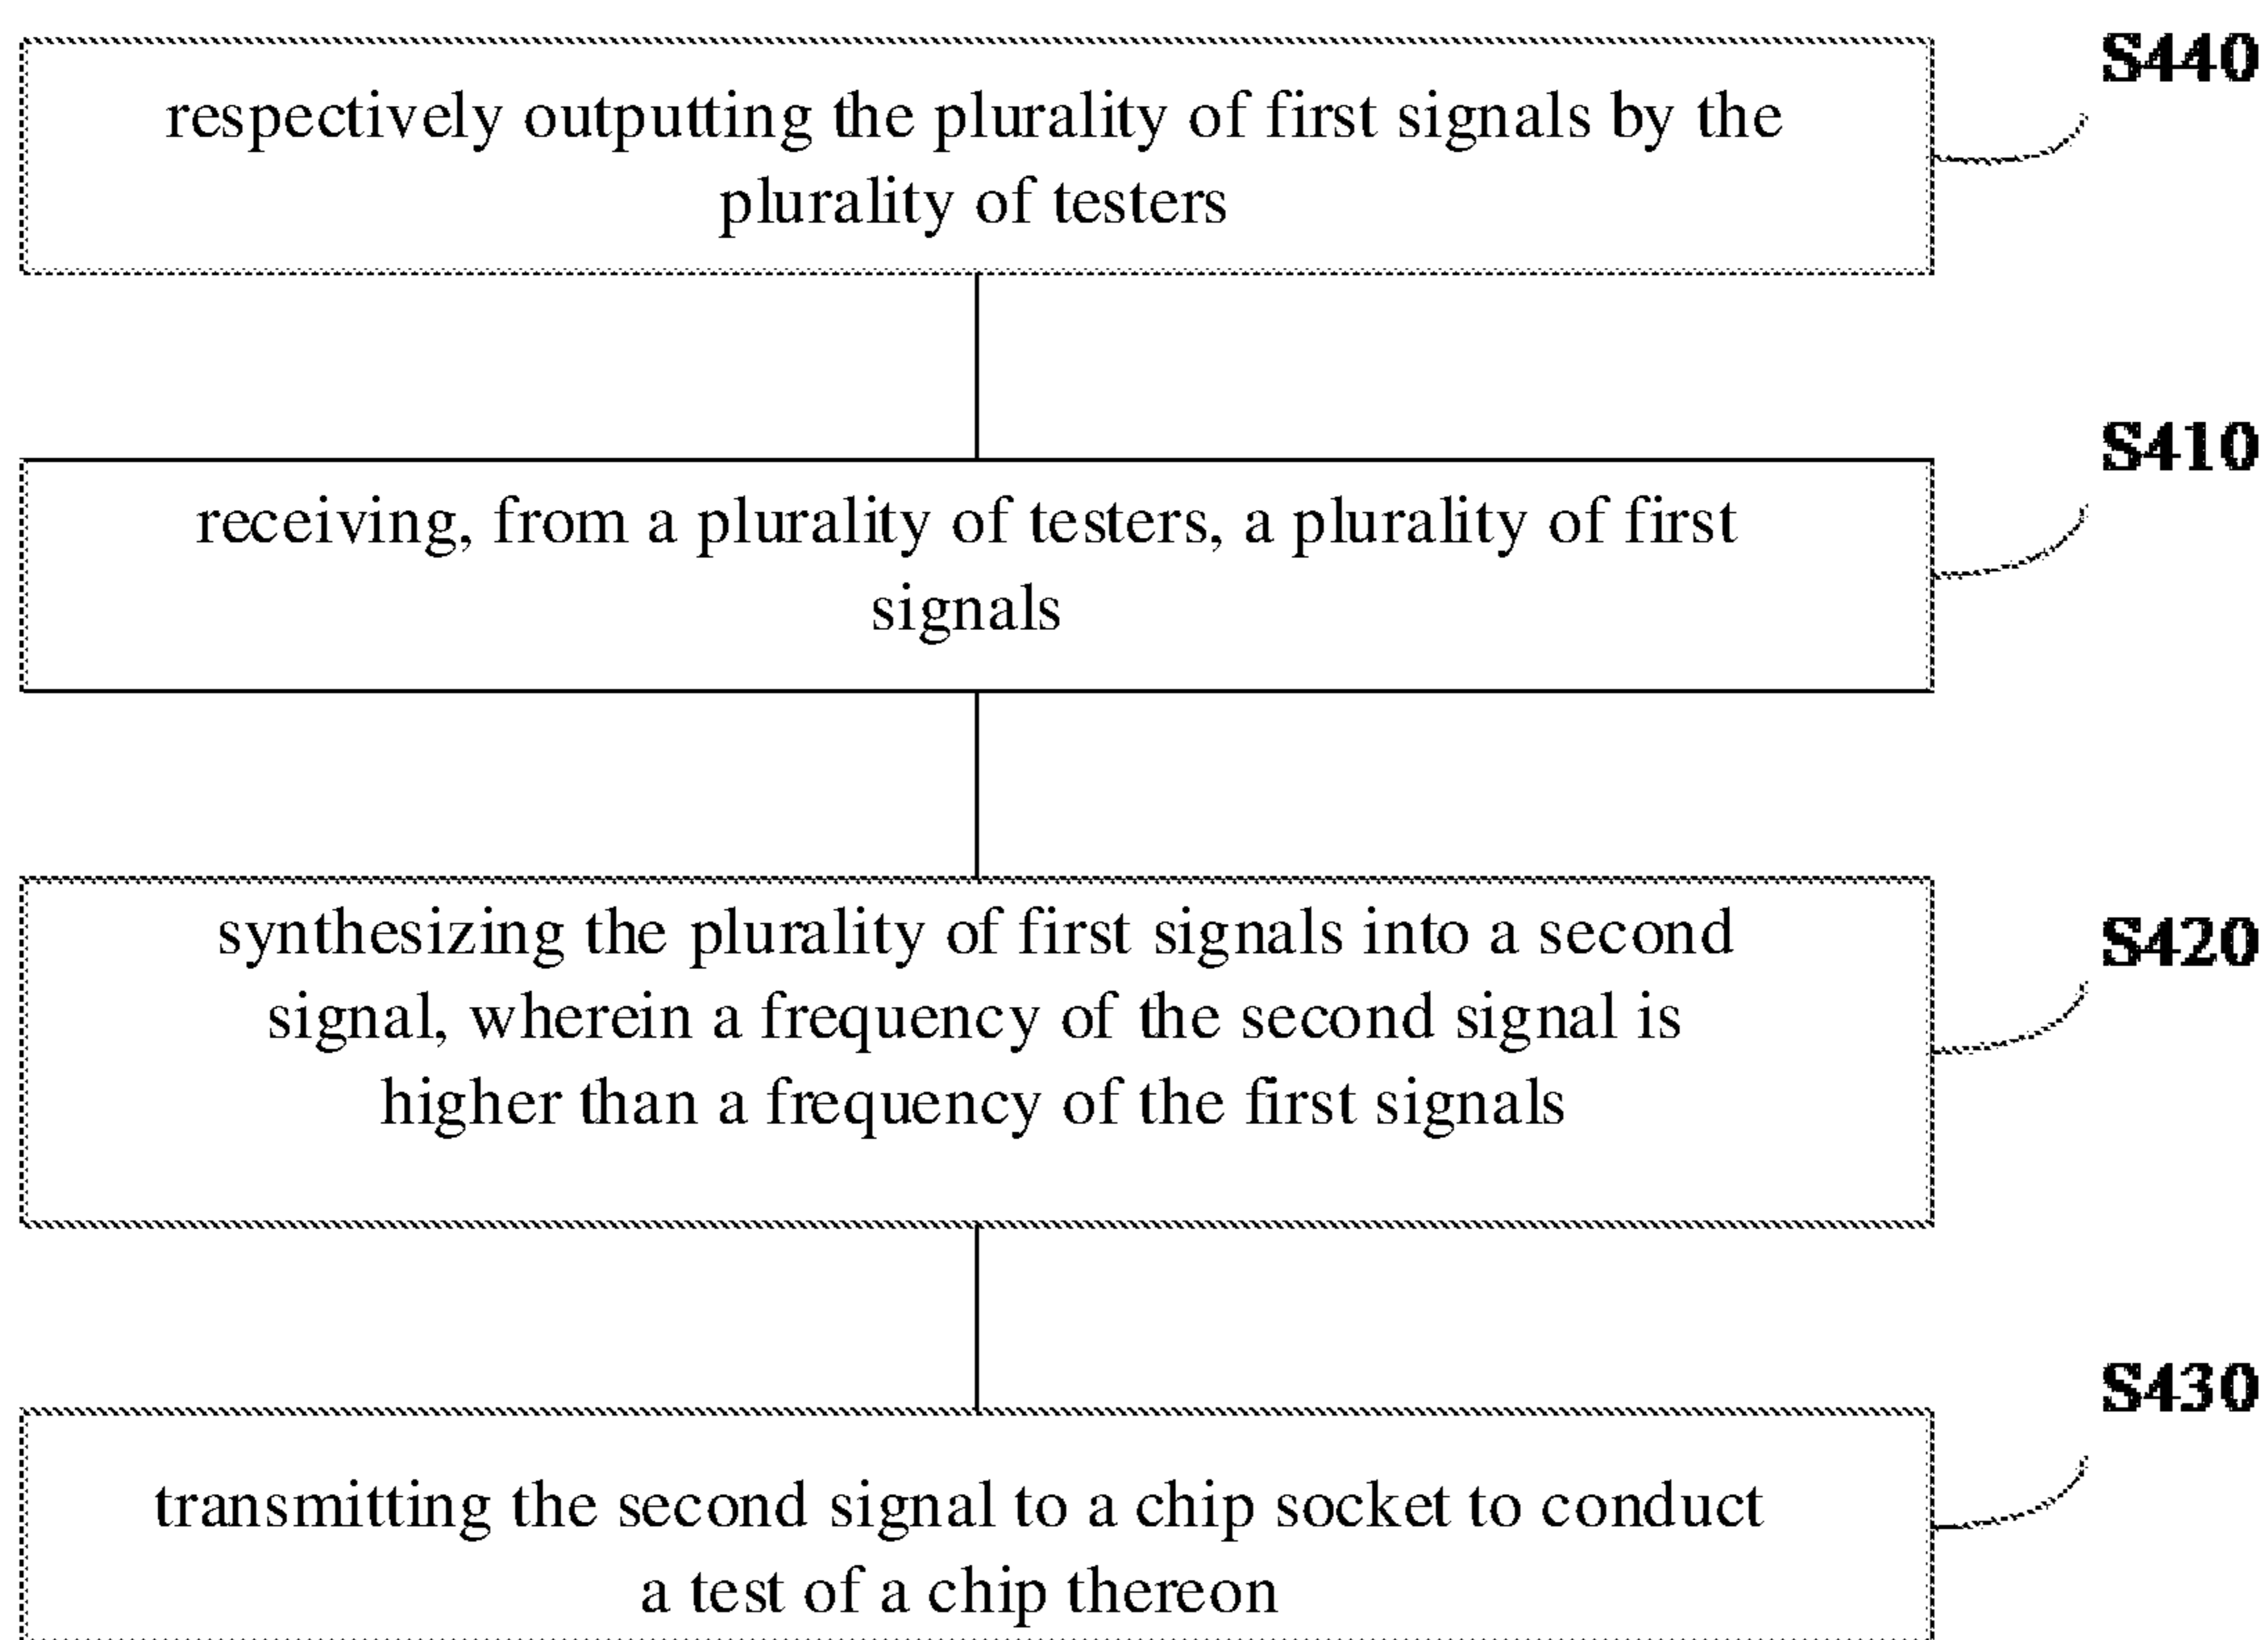 S440
respectively outputting the plurality of first signals by the
plurality of testers
S410
receiving, from a plurality of testers, a plurality of first
signals
S420
synthesizing the plurality of first signals into a second
signal, wherein a frequency of the second signal is
higher than a frequency of the first signals
S430
transmitting the second signal to a chip socket to conduct
a test of a chip thereon